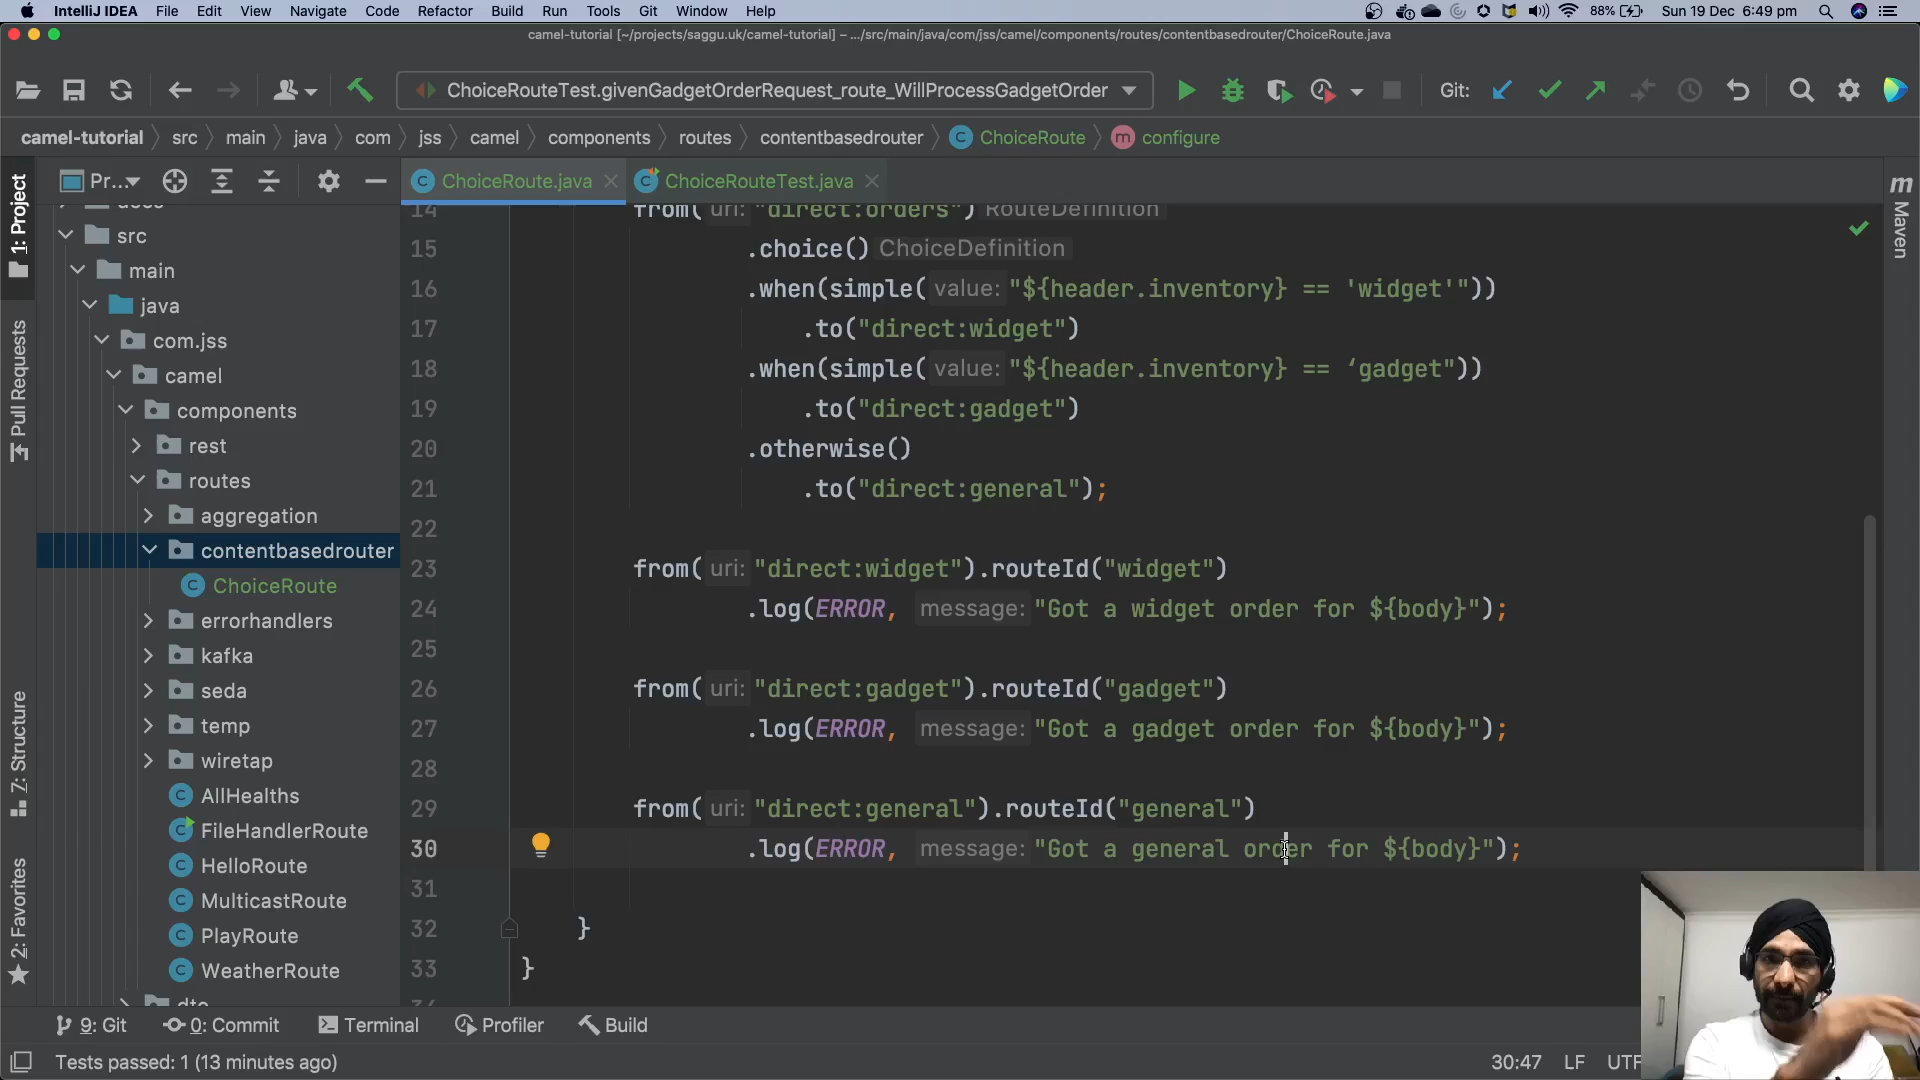 IntelliJ IDEA File Edit View Navigate Code Refactor Build Run Tools Git Window Help 88% Sun 19 Dec 6:49 pm
camel-tutorial [~/projects/saggu.uk/camel-tutorial] – .../src/main/java/com/jss/camel/components/routes/contentbasedrouter/ChoiceRoute.java
ChoiceRouteTest.givenGadgetOrderRequest_route_WillProcessGadgetOrder Git:
camel-tutorial src main java com jss camel components routes contentbasedrouter ChoiceRoute configure
Pr... ChoiceRoute.java ChoiceRouteTest.java
1: Project
Pull Requests
Z: Structure
2: Favorites
Maven
docs
src
main
java
com.jss
camel
components
rest
routes
aggregation
contentbasedrouter
ChoiceRoute
errorhandlers
kafka
seda
temp
wiretap
AllHealths
FileHandlerRoute
HelloRoute
MulticastRoute
PlayRoute
WeatherRoute
dto
14 from( uri: "direct:orders") RouteDefinition
15 .choice() ChoiceDefinition
16 .when(simple( value: "${header.inventory} == 'widget'"))
17 .to("direct:widget")
18 .when(simple( value: "${header.inventory} == ‘gadget"))
19 .to("direct:gadget")
20 .otherwise()
21 .to("direct:general");
22
23 from( uri: "direct:widget").routeId("widget")
24 .log(ERROR, message: "Got a widget order for ${body}");
25
26 from( uri: "direct:gadget").routeId("gadget")
27 .log(ERROR, message: "Got a gadget order for ${body}");
28
29 from( uri: "direct:general").routeId("general")
30 .log(ERROR, message: "Got a general order for ${body}");
31
32 }
33 }
9: Git 0: Commit Terminal Profiler Build
Tests passed: 1 (13 minutes ago) 30:47 LF UTF